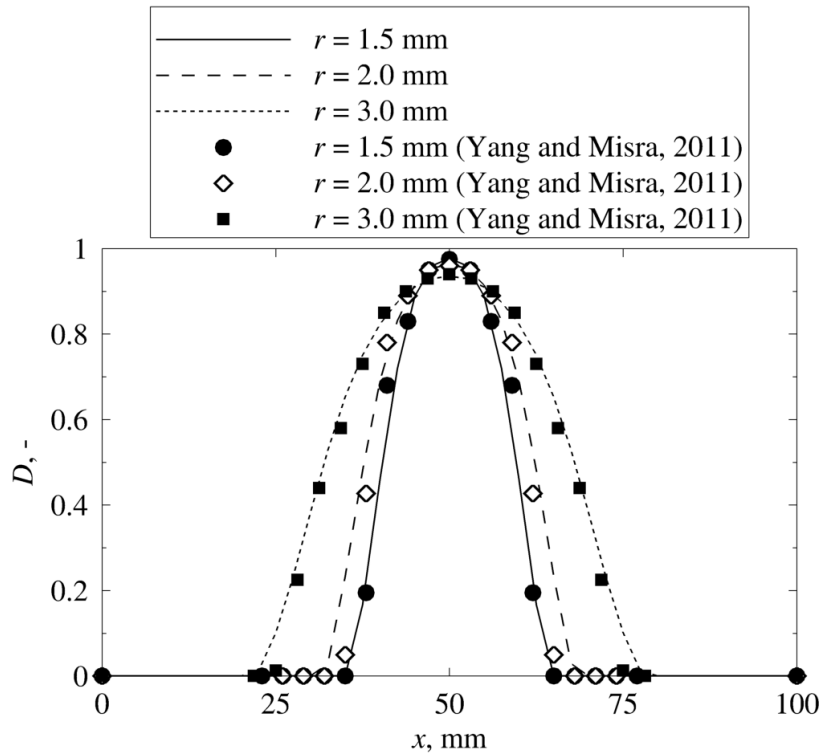 r = 1.5 mm
r = 2.0 mm
r = 3.0 mm
r = 1.5 mm (Yang and Misra, 2011)
r = 2.0 mm (Yang and Misra, 2011)
r = 3.0 mm (Yang and Misra, 2011)
1
0.8
0.6
0.4
0.2
0
D, -
0 25 50 75 100
x, mm